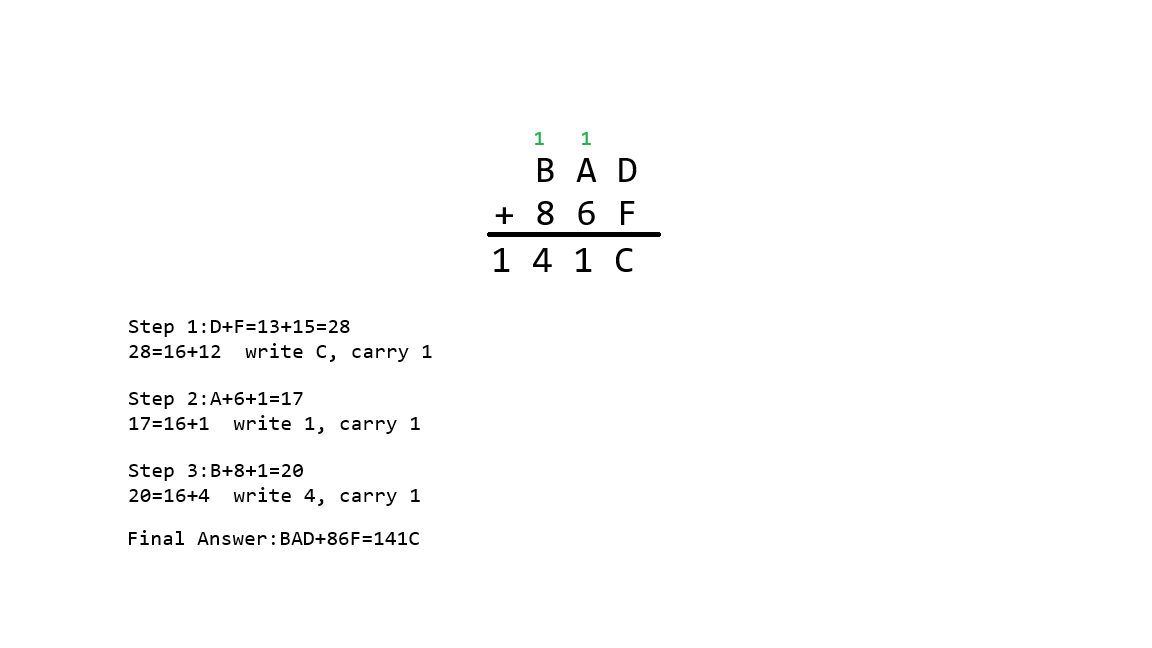 1 1
B A D
+ 8 6 F
1 4 1 C
Step 1:D+F=13+15=28
28=16+12  write C, carry 1
Step 2:A+6+1=17
17=16+1  write 1, carry 1
Step 3:B+8+1=20
20=16+4  write 4, carry 1
Final Answer:BAD+86F=141C